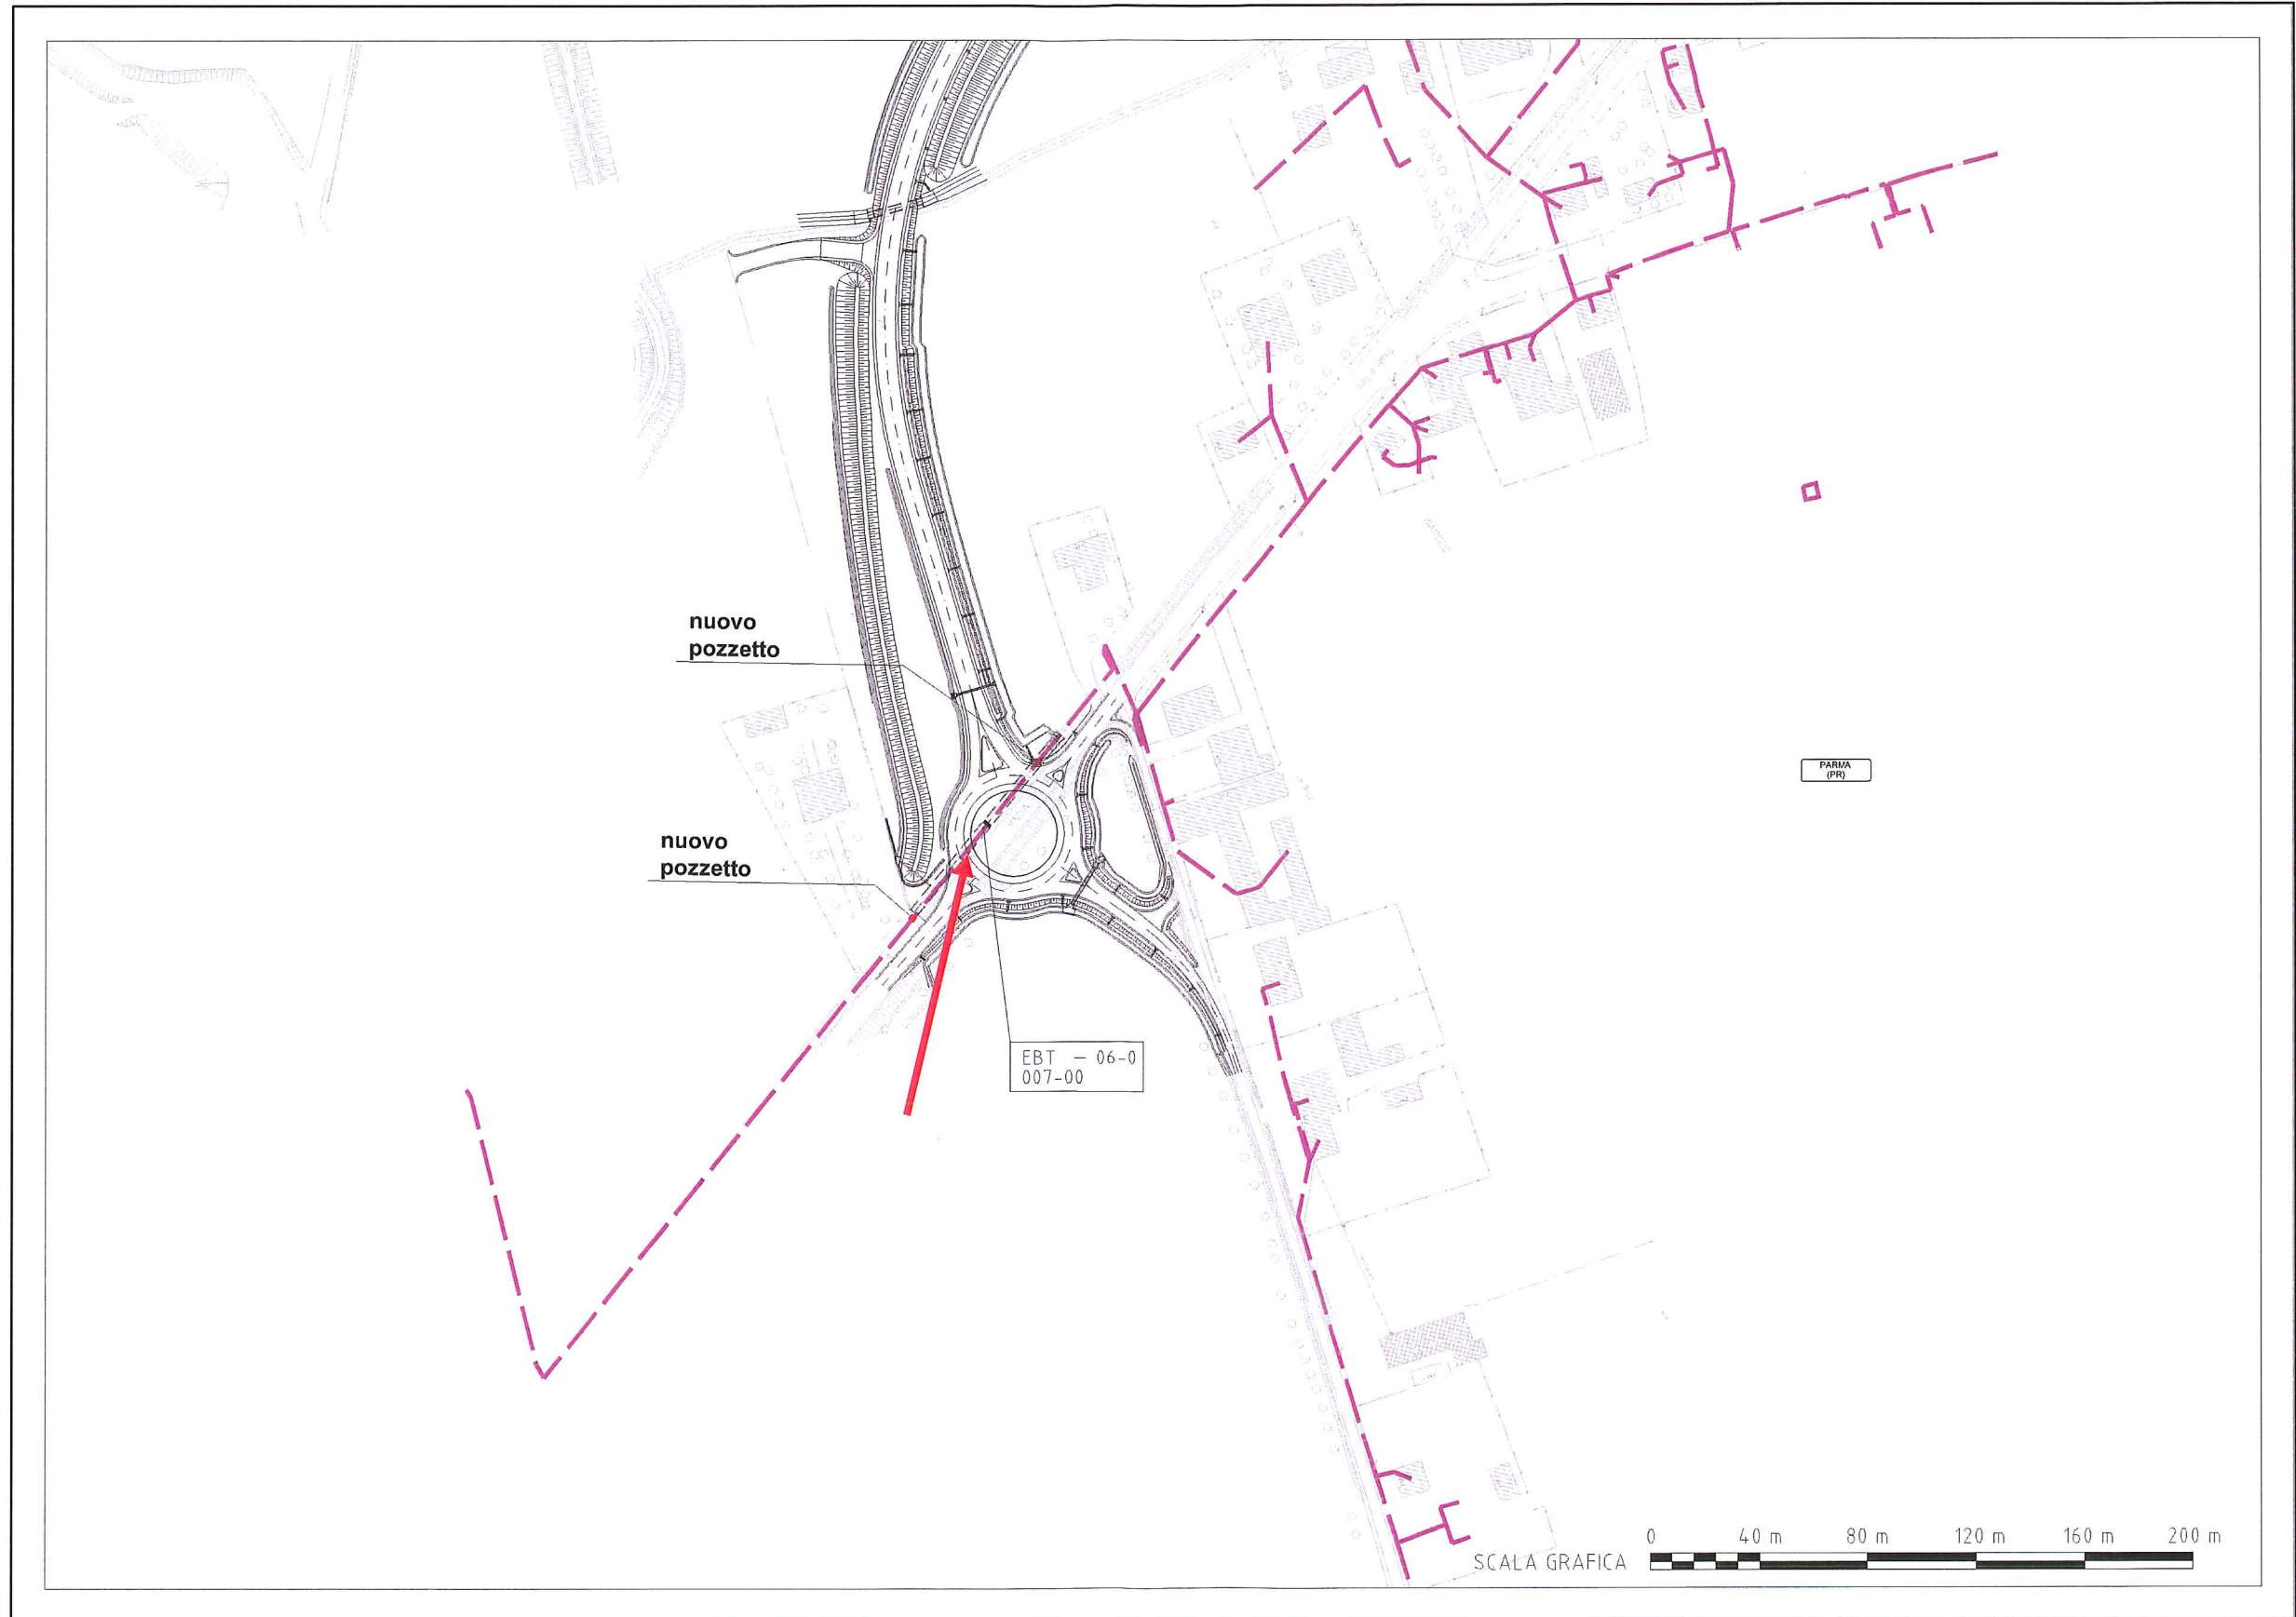 nuovo
pozzetto
PARMA
(PR)
nuovo
pozzetto
EBT – 06-0
007-00
0 40 m 80 m 120 m 160 m 200 m
SCALA GRAFICA